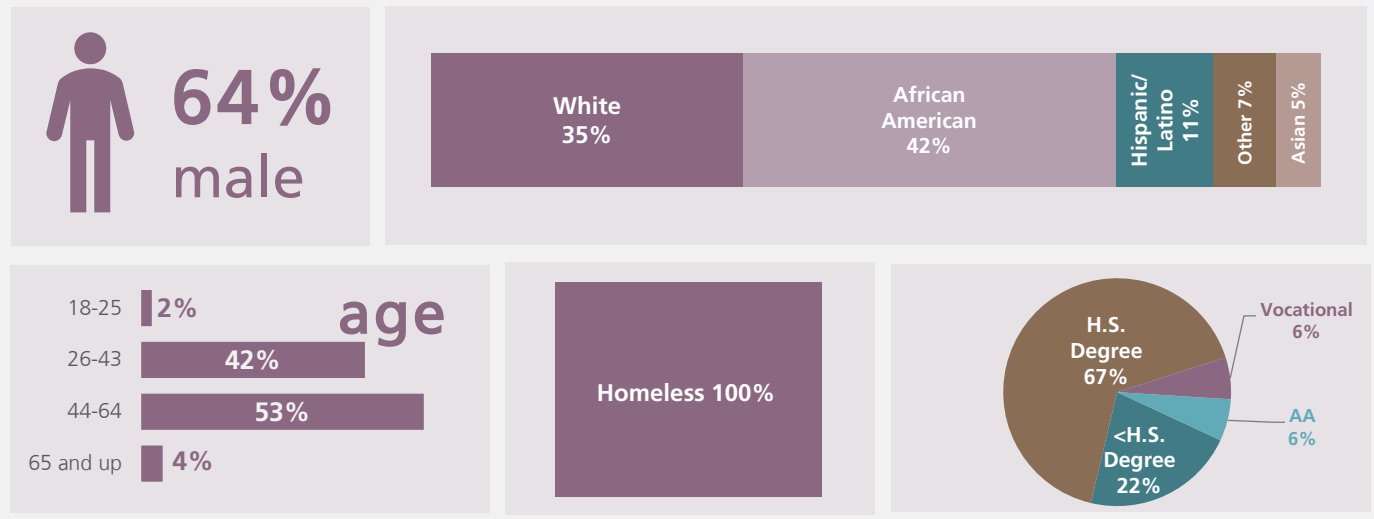 64%
male
White
35%
African
American
42%
Hispanic/
Latino
11%
Other 7%
Asian 5%
age
18-25 2%
26-43 42%
44-64 53%
65 and up 4%
Homeless 100%
H.S.
Degree
67%
Vocational
6%
AA
6%
<H.S.
Degree
22%